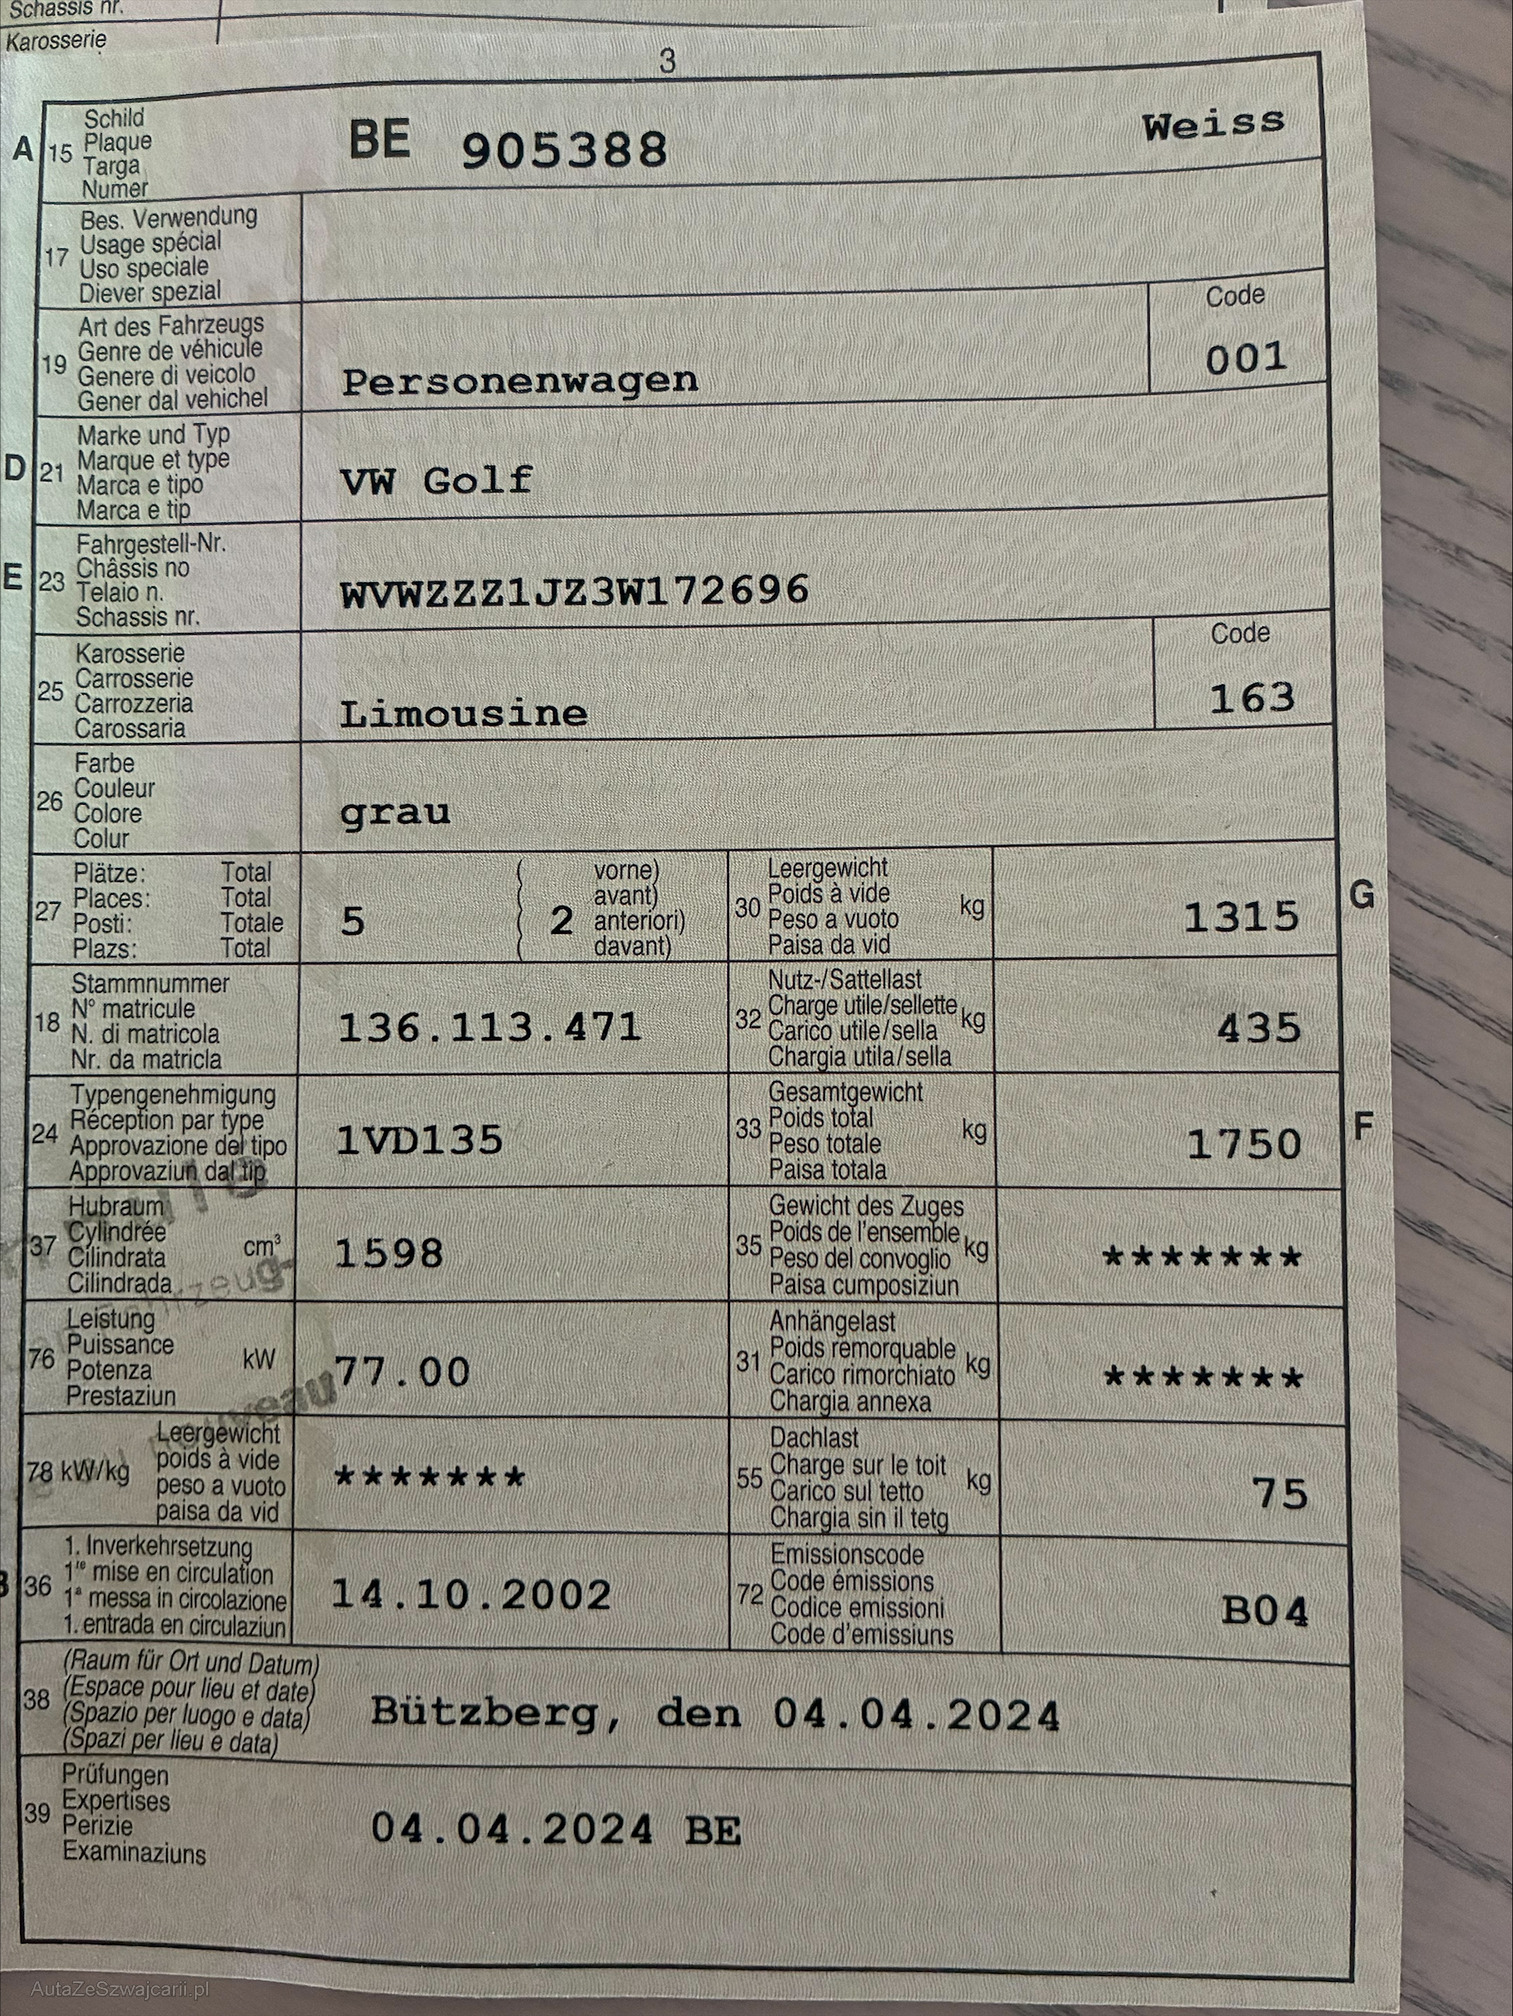 Schassis nr.
Karosserie
3
A 15 Schild
Plaque
Targa
Numer
BE 905388 Weiss
17 Bes. Verwendung
Usage spécial
Uso speciale
Diever spezial
19 Art des Fahrzeugs
Genre de véhicule
Genere di veicolo
Gener dal vehichel
Personenwagen
Code
001
D 21 Marke und Typ
Marque et type
Marca e tipo
Marca e tip
VW Golf
E 23 Fahrgestell-Nr.
Châssis no
Telaio n.
Schassis nr.
WVWZZZ1JZ3W172696
25 Karosserie
Carrosserie
Carrozzeria
Carossaria
Limousine
Code
163
26 Farbe
Couleur
Colore
Colur
grau
27 Plätze: Total
Places: Total
Posti: Totale
Plazs: Total
5
( 2 vorne)
avant)
anteriori)
davant)
30 Leergewicht
Poids à vide
Peso a vuoto
Paisa da vid
kg
1315
G
18 Stammnummer
N° matricule
N. di matricola
Nr. da matricla
136.113.471
32 Nutz-/Sattellast
Charge utile/sellette
Carico utile/sella
Chargia utila/sella
kg
435
24 Typengenehmigung
Réception par type
Approvazione del tipo
Approvaziun dal tip
1VD135
33 Gesamtgewicht
Poids total
Peso totale
Paisa totala
kg
1750
F
37 Hubraum
Cylindrée
Cilindrata
Cilindrada
cm³
1598
35 Gewicht des Zuges
Poids de l'ensemble
Peso del convoglio
Paisa cumposiziun
kg
*******
76 Leistung
Puissance
Potenza
Prestaziun
kW
77.00
31 Anhängelast
Poids remorquable
Carico rimorchiato
Chargia annexa
kg
*******
78 kW/kg
Leergewicht
poids à vide
peso a vuoto
paisa da vid
*******
55 Dachlast
Charge sur le toit
Carico sul tetto
Chargia sin il tetg
kg
75
36 1. Inverkehrsetzung
1re mise en circulation
1a messa in circolazione
1. entrada en circulaziun
14.10.2002
72 Emissionscode
Code émissions
Codice emissioni
Code d'emissiuns
B04
38 (Raum für Ort und Datum)
(Espace pour lieu et date)
(Spazio per luogo e data)
(Spazi per lieu e data)
Bützberg, den 04.04.2024
39 Prüfungen
Expertises
Perizie
Examinaziuns
04.04.2024 BE
AutaZeSzwajcarii.pl